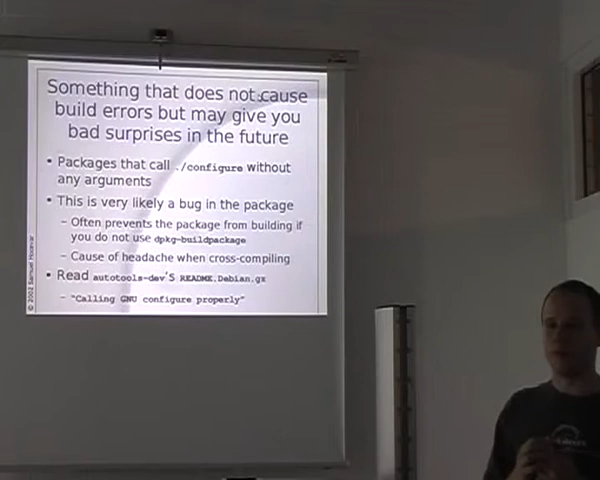 Something that does not cause
build errors but may give you
bad surprises in the future
• Packages that call ./configure without
any arguments
• This is very likely a bug in the package
– Often prevents the package from building if
you do not use dpkg-buildpackage
– Cause of headache when cross-compiling
• Read autotools-dev's README.Debian.gz
– "Calling GNU configure properly"